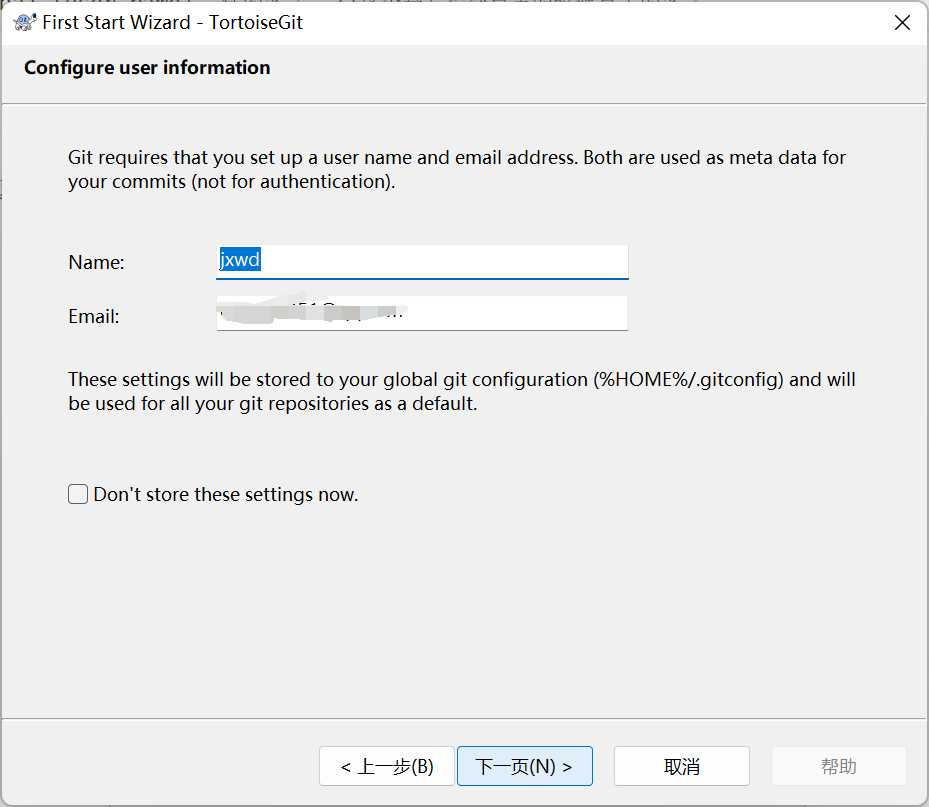 First Start Wizard - TortoiseGit
Configure user information
Git requires that you set up a user name and email address. Both are used as meta data for
your commits (not for authentication).
Name:
jxwd
Email:
These settings will be stored to your global git configuration (%HOME%/.gitconfig) and will
be used for all your git repositories as a default.
Don't store these settings now.
< 上一步(B)
下一页(N) >
取消
帮助